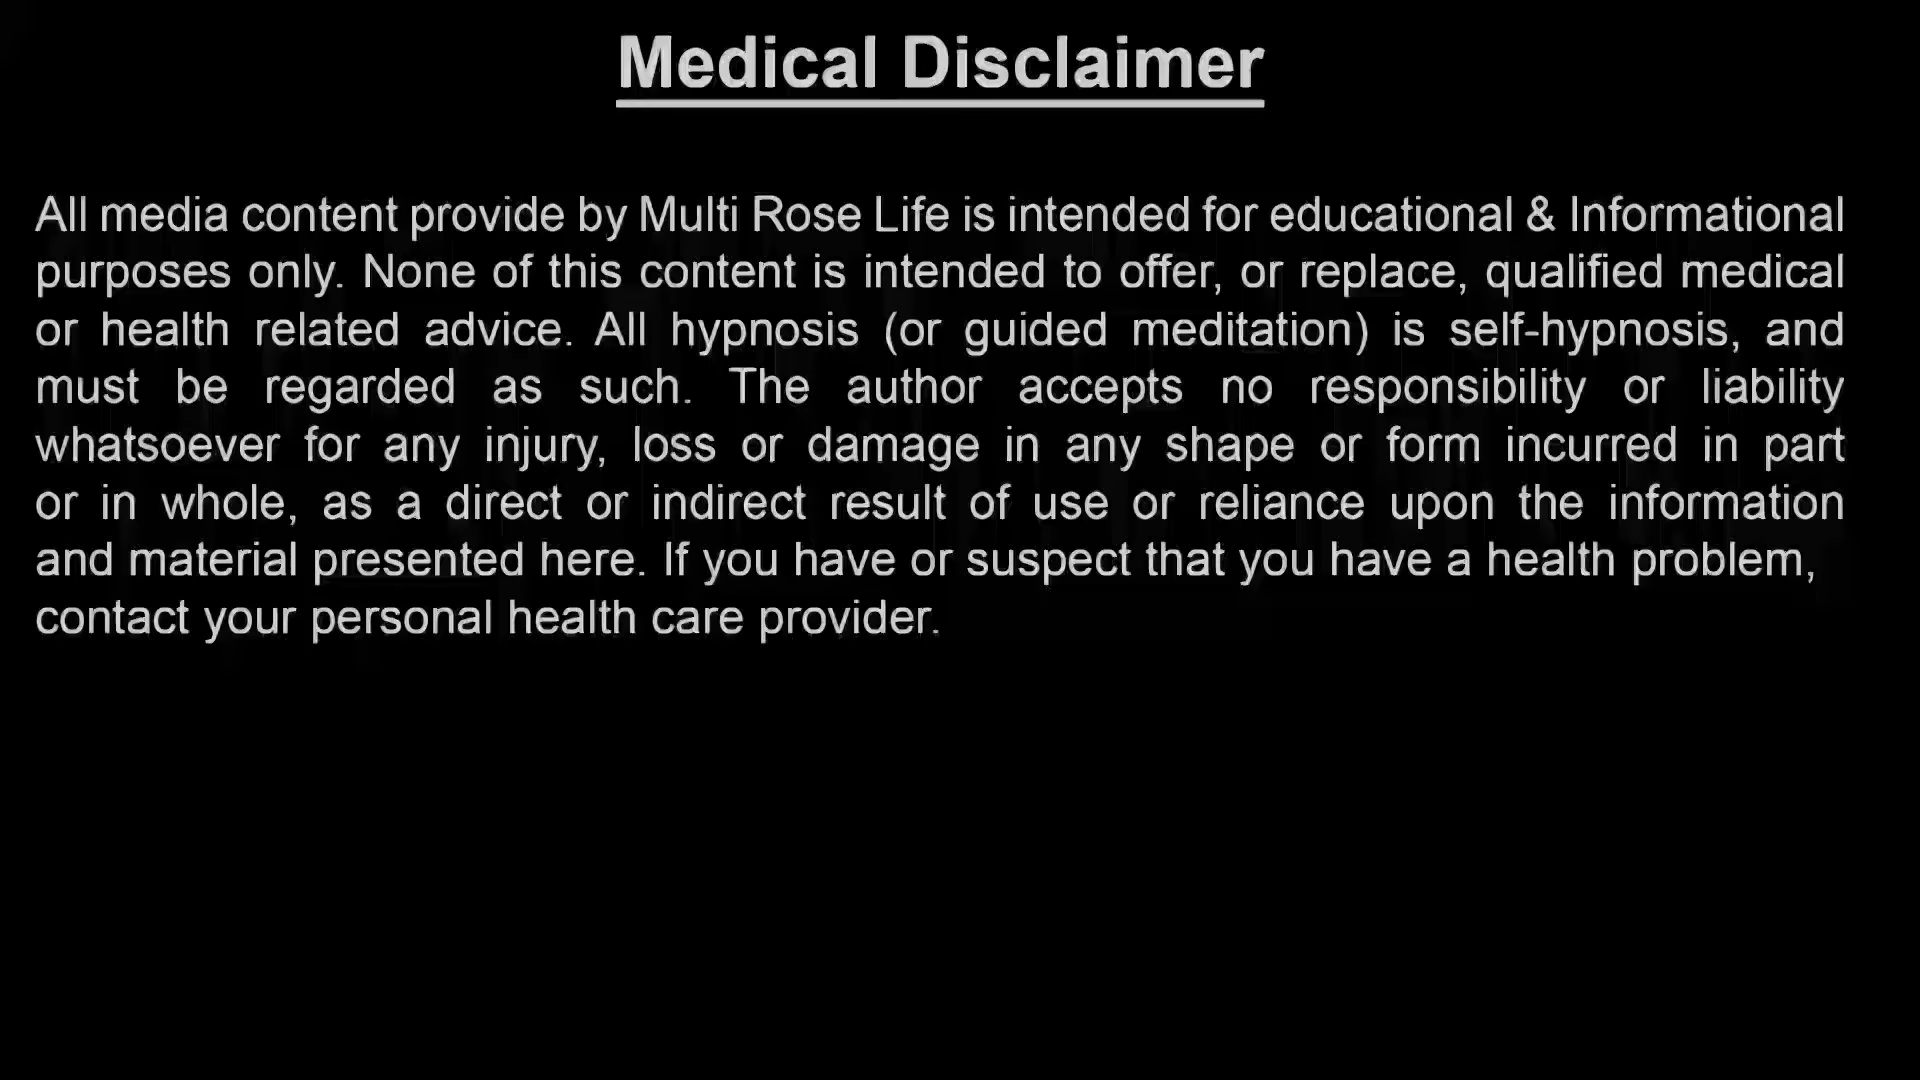 Medical Disclaimer
All media content provide by Multi Rose Life is intended for educational & Informational
purposes only. None of this content is intended to offer, or replace, qualified medical
or health related advice. All hypnosis (or guided meditation) is self-hypnosis, and
must be regarded as such. The author accepts no responsibility or liability
whatsoever for any injury, loss or damage in any shape or form incurred in part
or in whole, as a direct or indirect result of use or reliance upon the information
and material presented here. If you have or suspect that you have a health problem,
contact your personal health care provider.